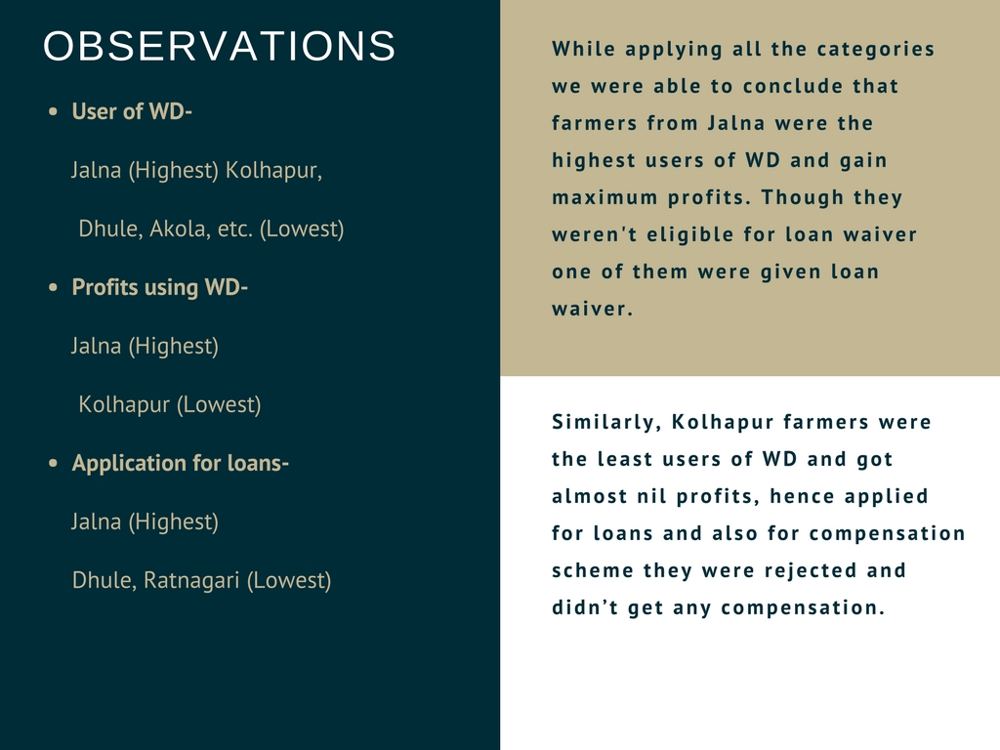 OBSERVATIONS
• User of WD-
Jalna (Highest) Kolhapur,
Dhule, Akola, etc. (Lowest)
• Profits using WD-
Jalna (Highest)
Kolhapur (Lowest)
• Application for loans-
Jalna (Highest)
Dhule, Ratnagari (Lowest)
While applying all the categories
we were able to conclude that
farmers from Jalna were the
highest users of WD and gain
maximum profits. Though they
weren't eligible for loan waiver
one of them were given loan
waiver.
Similarly, Kolhapur farmers were
the least users of WD and got
almost nil profits, hence applied
for loans and also for compensation
scheme they were rejected and
didn’t get any compensation.